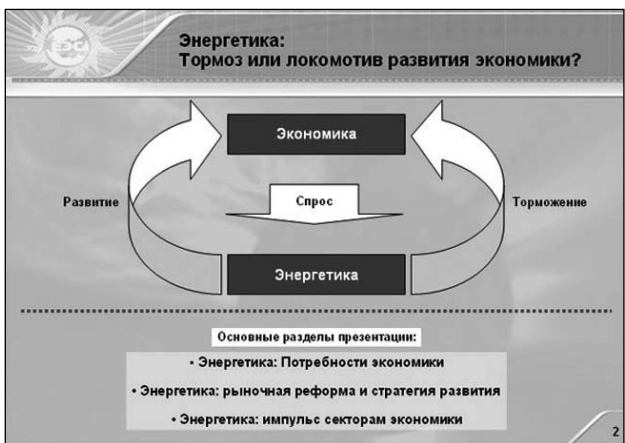 ЕЭС
Энергетика:
Тормоз или локомотив развития экономики?
Экономика
Развитие
Спрос
Торможение
Энергетика
Основные разделы презентации:
• Энергетика: Потребности экономики
• Энергетика: рыночная реформа и стратегия развития
• Энергетика: импульс секторам экономики
2